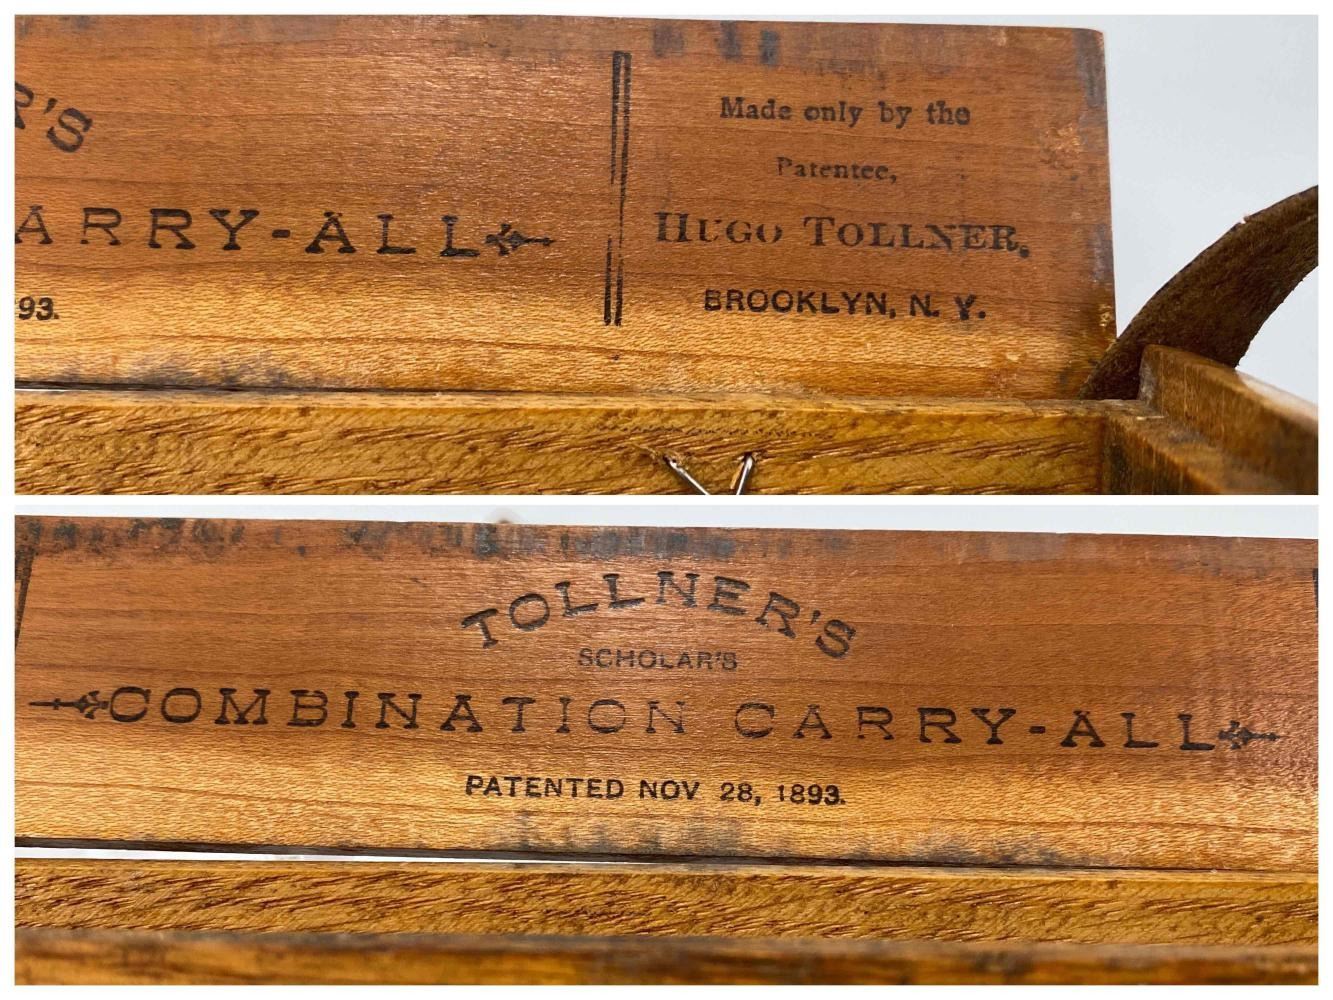 R'S
ARRY-ALL
93.
Made only by the
Patentee,
HUGO TOLLNER.
BROOKLYN, N. Y.
TOLLNER'S
SCHOLAR'S
COMBINATION CARRY-ALL
PATENTED NOV 28, 1893.